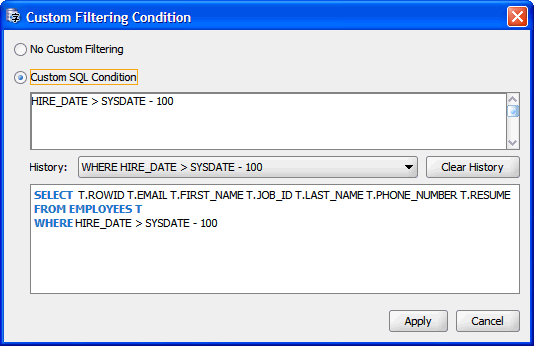 Custom Filtering Condition
No Custom Filtering
Custom SQL Condition
HIRE_DATE > SYSDATE - 100
History: WHERE HIRE_DATE > SYSDATE - 100 Clear History
SELECT T.ROWID T.EMAIL T.FIRST_NAME T.JOB_ID T.LAST_NAME T.PHONE_NUMBER T.RESUME
FROM EMPLOYEES T
WHERE HIRE_DATE > SYSDATE - 100
Apply Cancel